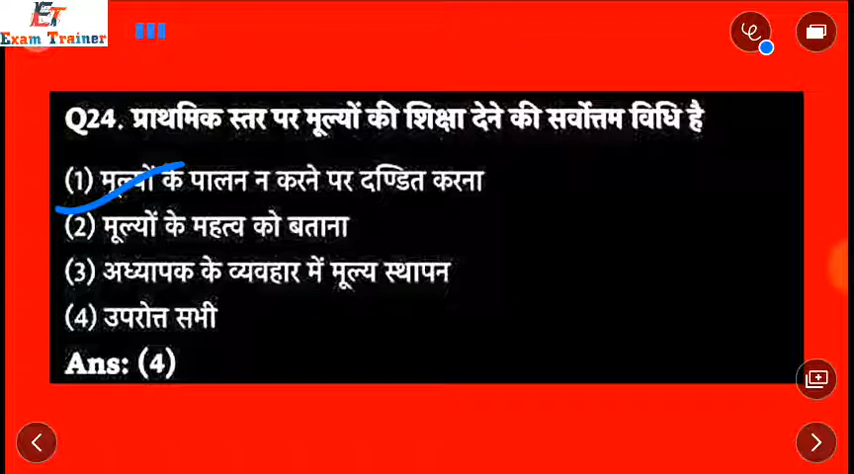 ET
Exam Trainer
Q24. प्राथमिक स्तर पर मूल्यों की शिक्षा देने की सर्वोत्तम विधि है
(1) मूल्यों के पालन न करने पर दण्डित करना
(2) मूल्यों के महत्व को बताना
(3) अध्यापक के व्यवहार में मूल्य स्थापन
(4) उपरोत्त सभी
Ans: (4)